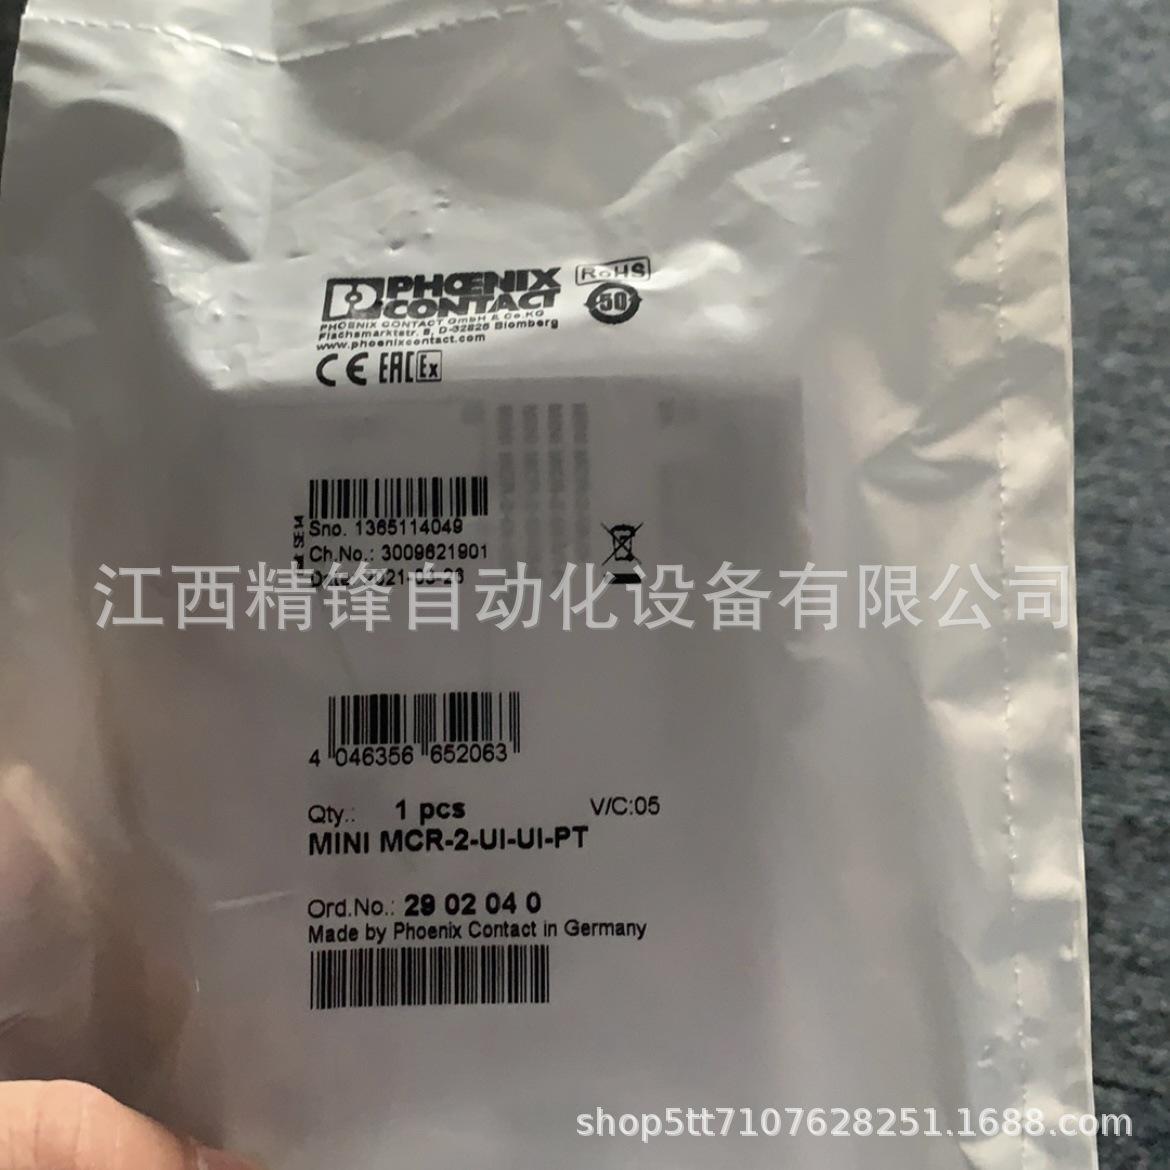 PHOENIX
CONTACT
RoHS
50
PHOENIX CONTACT GmbH & Co.KG
Flachsmarktstr. 8, D-32825 Blomberg
www.phoenixcontact.com
CE EAC Ex
Sno. 1365114049
Ch.No.: 3009621901
江西精锋自动化设备有限公司
4 046356 652063
Qty.: 1 pcs V/C:05
MINI MCR-2-UI-UI-PT
Ord.No.: 29 02 04 0
Made by Phoenix Contact in Germany
shop5tt7107628251.1688.com